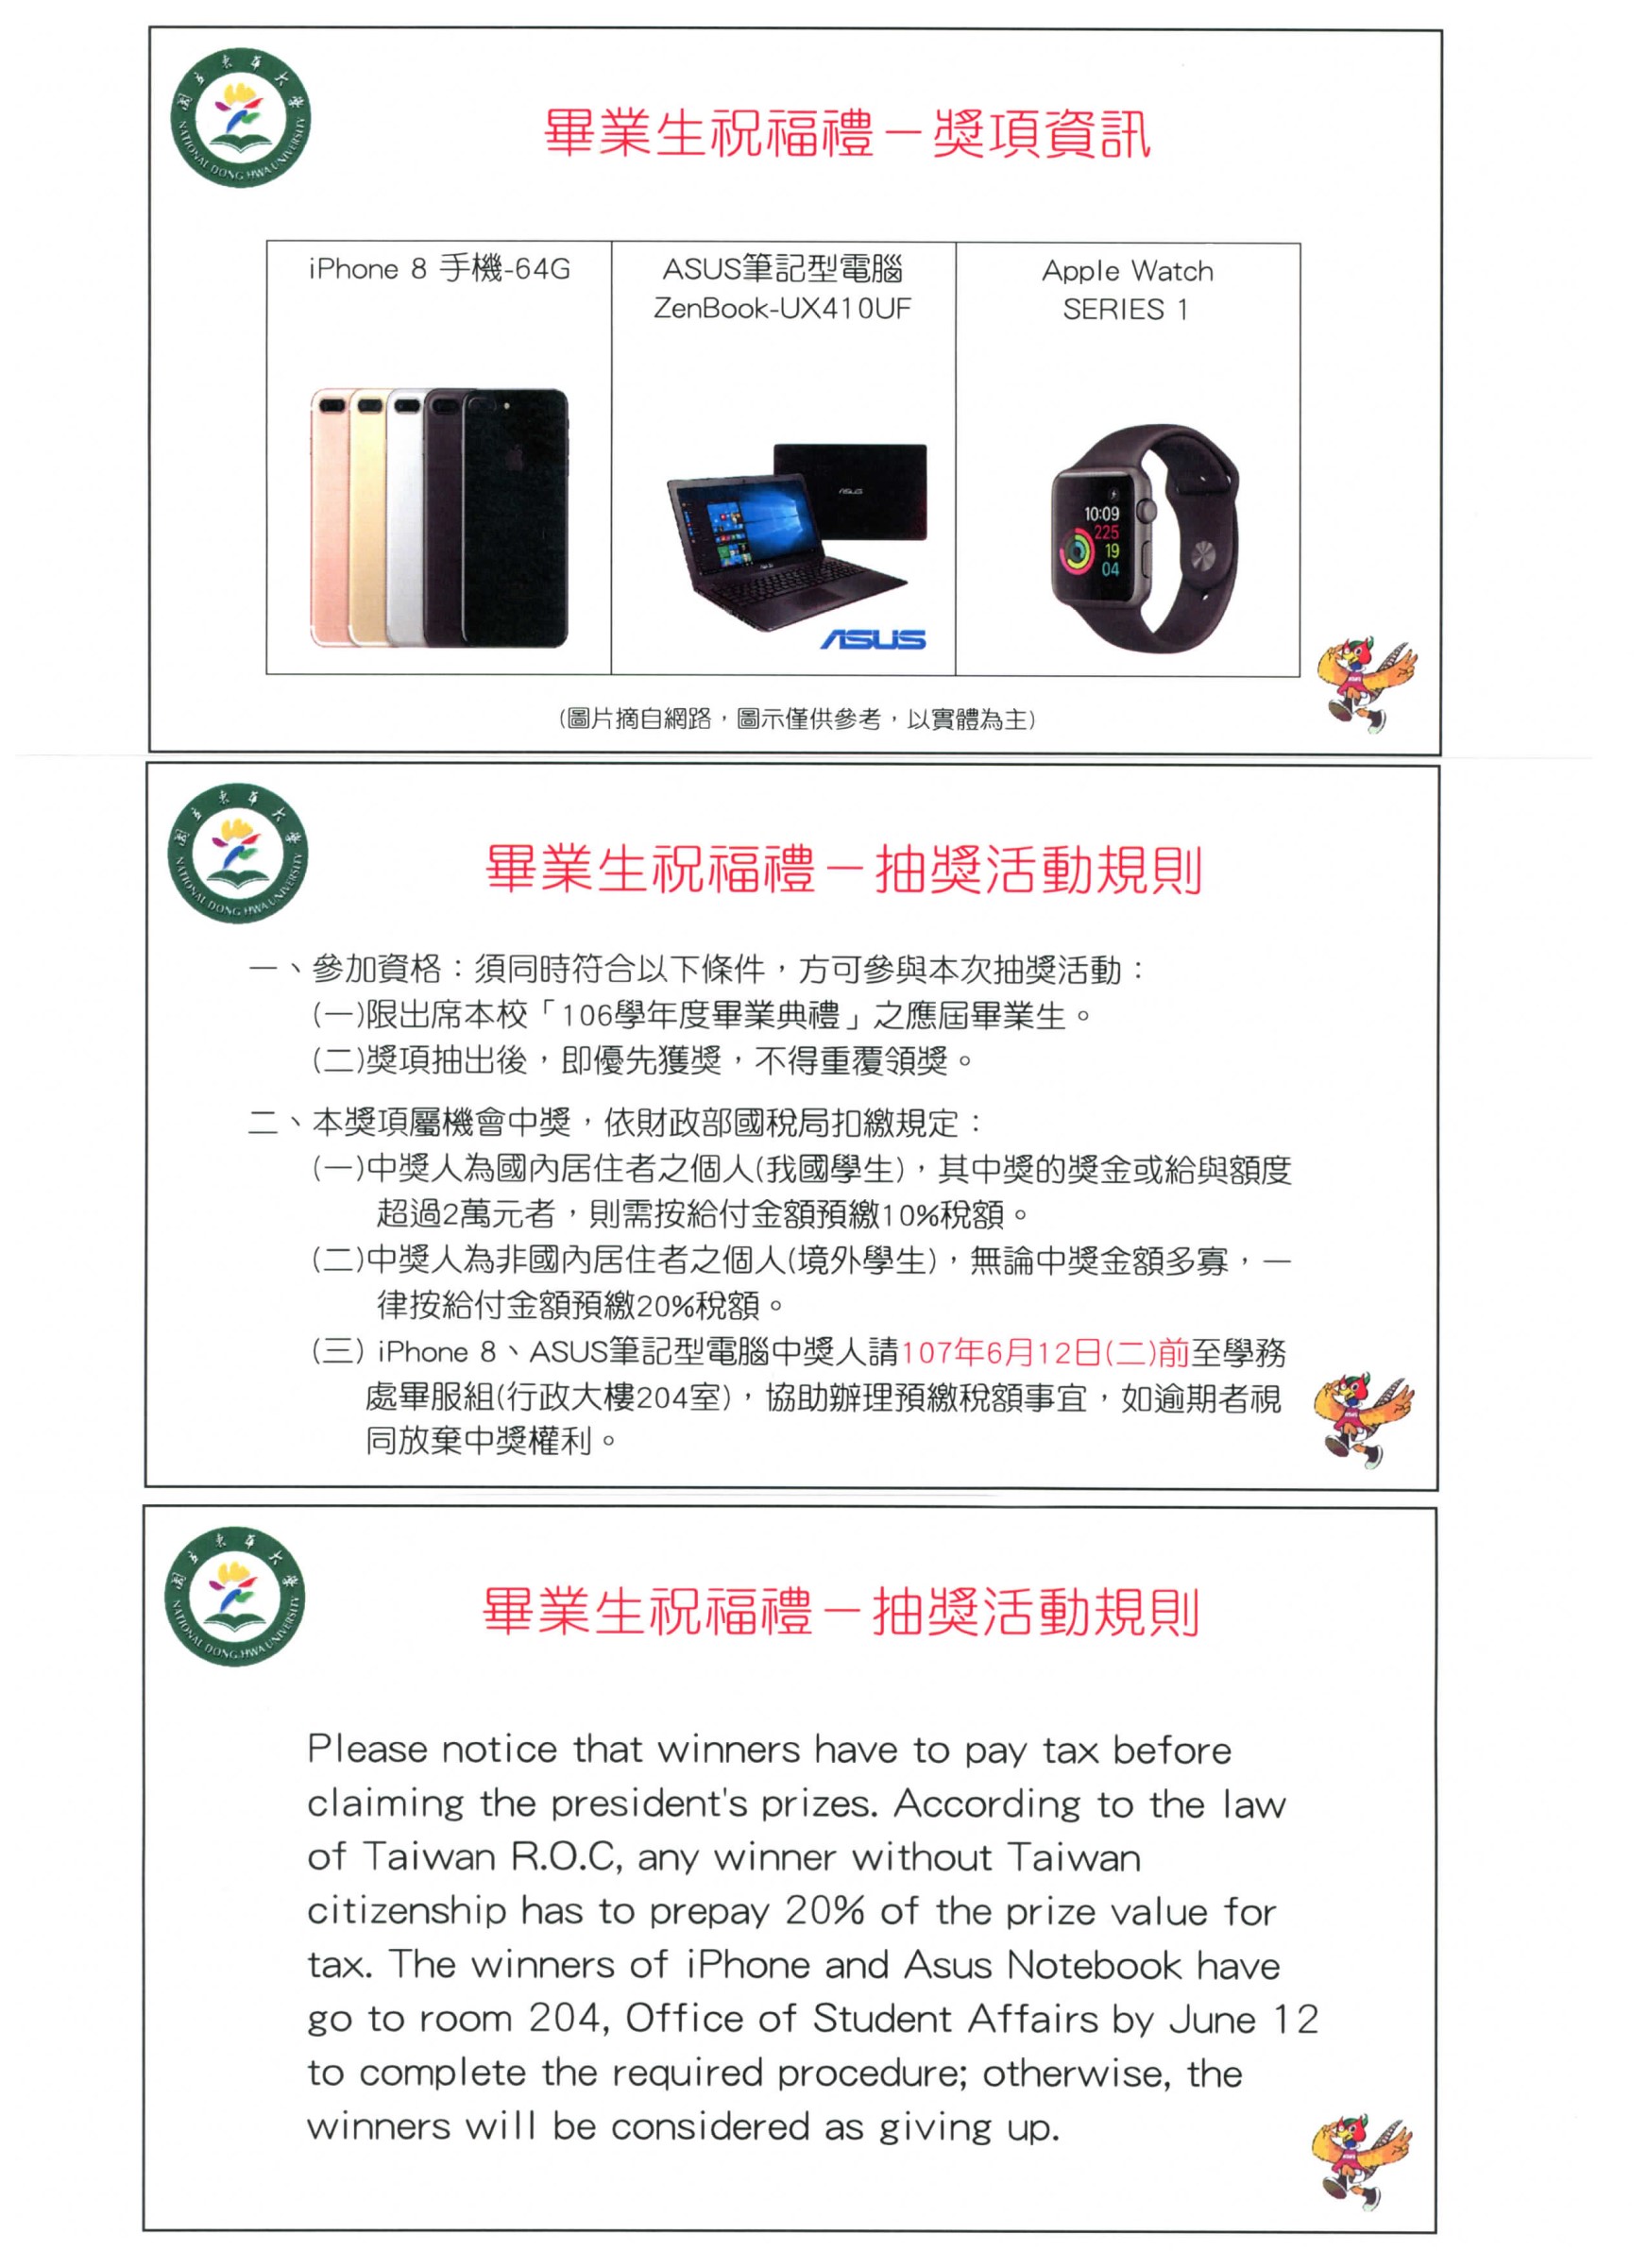 國立東華大學
NATIONAL DONG HWA UNIVERSITY
畢業生祝福禮－獎項資訊
iPhone 8 手機-64G
ASUS筆記型電腦
ZenBook-UX410UF
Apple Watch
SERIES 1
ASUS
10:09
225
19
04
ASUS
(圖片摘自網路，圖示僅供參考，以實體為主)
國立東華大學
NATIONAL DONG HWA UNIVERSITY
畢業生祝福禮－抽獎活動規則
一、參加資格：須同時符合以下條件，方可參與本次抽獎活動：
(一)限出席本校「106學年度畢業典禮」之應屆畢業生。
(二)獎項抽出後，即優先獲獎，不得重覆領獎。
二、本獎項屬機會中獎，依財政部國稅局扣繳規定：
(一)中獎人為國內居住者之個人(我國學生)，其中獎的獎金或給與額度
超過2萬元者，則需按給付金額預繳10%稅額。
(二)中獎人為非國內居住者之個人(境外學生)，無論中獎金額多寡，一
律按給付金額預繳20%稅額。
(三) iPhone 8、ASUS筆記型電腦中獎人請107年6月12日(二)前至學務
處畢服組(行政大樓204室)，協助辦理預繳稅額事宜，如逾期者視
同放棄中獎權利。
國立東華大學
NATIONAL DONG HWA UNIVERSITY
畢業生祝福禮－抽獎活動規則
Please notice that winners have to pay tax before
claiming the president's prizes. According to the law
of Taiwan R.O.C, any winner without Taiwan
citizenship has to prepay 20% of the prize value for
tax. The winners of iPhone and Asus Notebook have
go to room 204, Office of Student Affairs by June 12
to complete the required procedure; otherwise, the
winners will be considered as giving up.